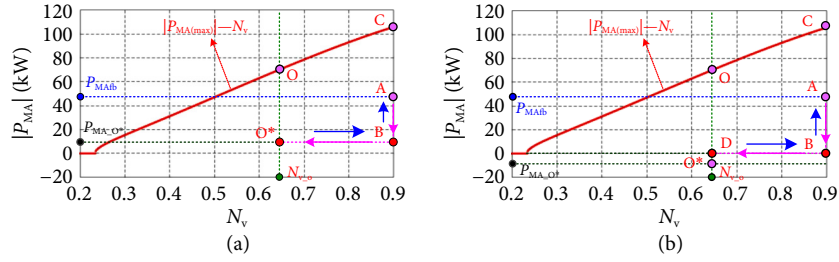 120
100
80
60
40
20
0
−20
|P_MA| (kW)
|P_MA(max)|−N_v
C
O
P_MAfb
A
P_MA_O*
O*
B
N_v_o
0.2 0.3 0.4 0.5 0.6 0.7 0.8 0.9
N_v
(a)
120
100
80
60
40
20
0
−20
|P_MA| (kW)
|P_MA(max)|−N_v
C
O
A
P_MAfb
D
B
O*
P_MA_O*
N_v_o
0.2 0.3 0.4 0.5 0.6 0.7 0.8 0.9
N_v
(b)